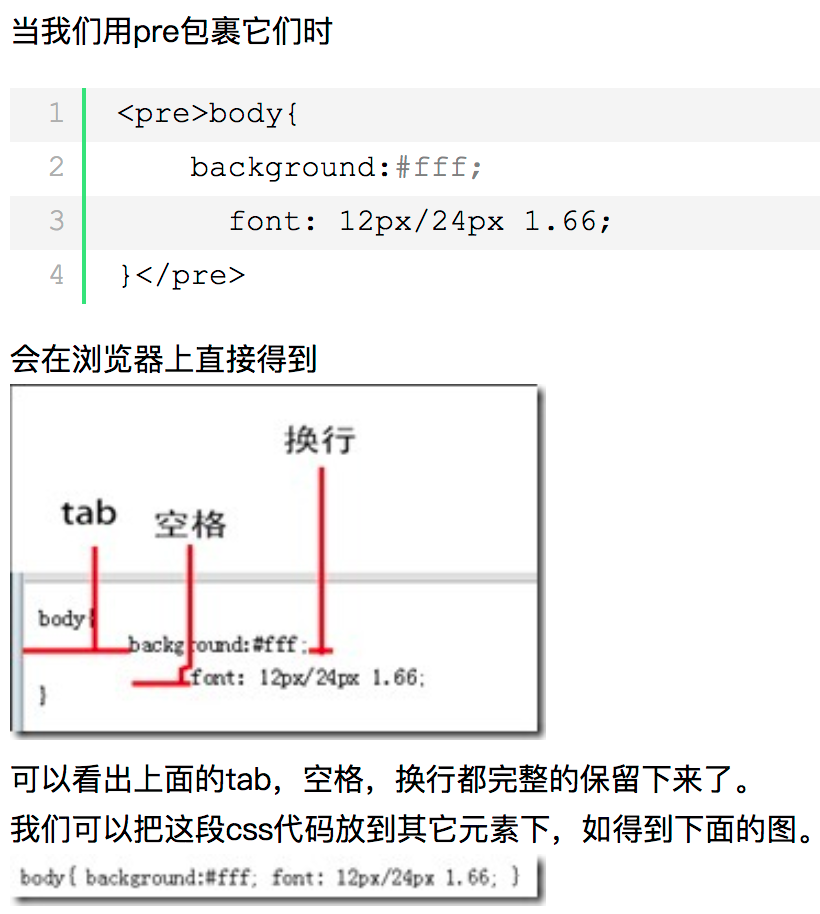 当我们用pre包裹它们时
1 <pre>body{
2     background:#fff;
3       font: 12px/24px 1.66;
4 }</pre>
会在浏览器上直接得到
换行
tab 空格
body{
background:#fff;
font: 12px/24px 1.66;
}
可以看出上面的tab，空格，换行都完整的保留下来了。
我们可以把这段css代码放到其它元素下，如得到下面的图。
body{ background:#fff; font: 12px/24px 1.66; }